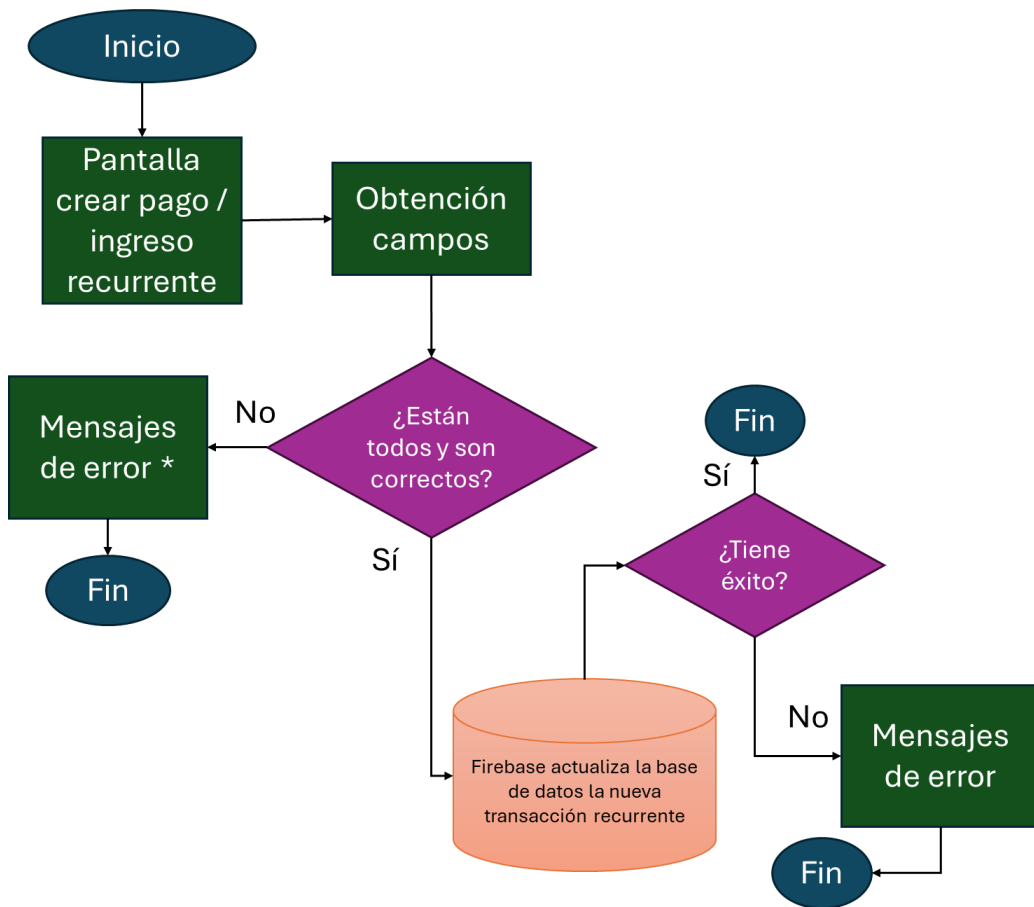 Inicio
Pantalla
crear pago /
ingreso
recurrente
Obtención
campos
¿Están
todos y son
correctos?
No
Mensajes
de error *
Fin
Sí
Firebase actualiza la base
de datos la nueva
transacción recurrente
¿Tiene
éxito?
Sí
Fin
No
Mensajes
de error
Fin